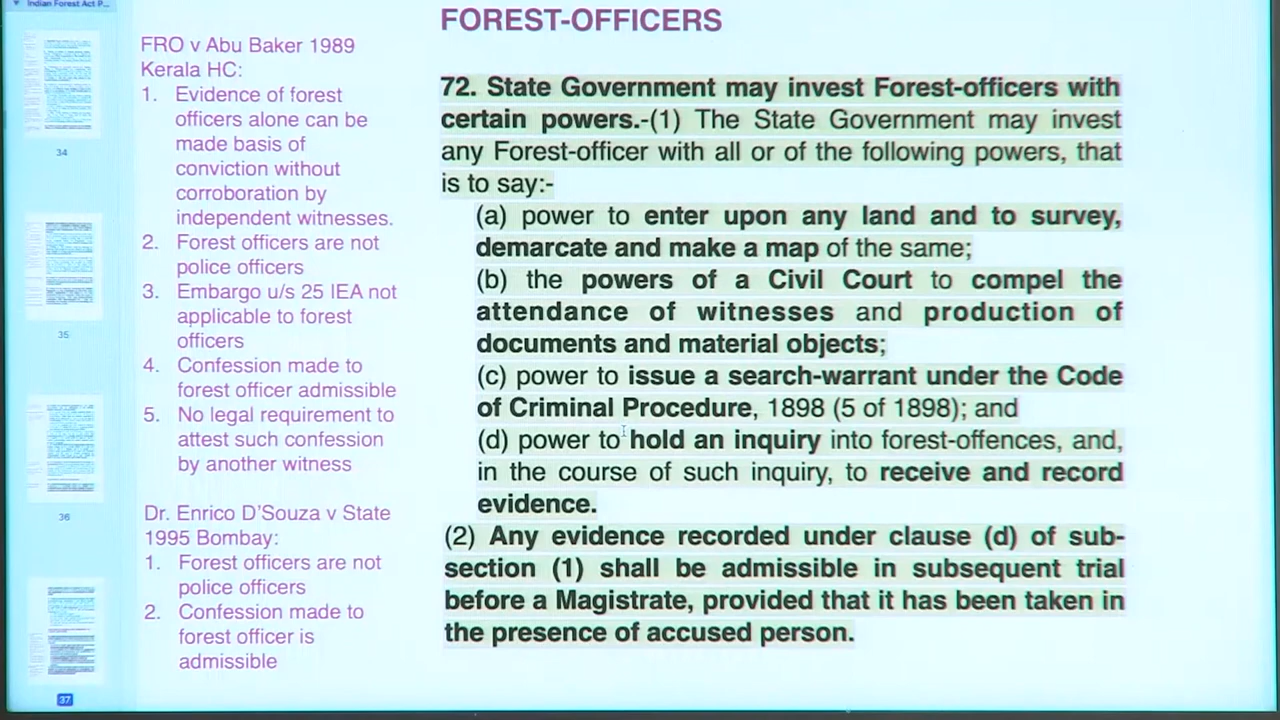 Indian Forest Act P...
34
35
36
37
FRO v Abu Baker 1989
Kerala HC:
1. Evidence of forest
officers alone can be
made basis of
conviction without
corroboration by
independent witnesses.
2. Forest officers are not
police officers
3. Embargo u/s 25 IEA not
applicable to forest
officers
4. Confession made to
forest officer admissible
5. No legal requirement to
attest such confession
by another witness
Dr. Enrico D'Souza v State
1995 Bombay:
1. Forest officers are not
police officers
2. Confession made to
forest officer is
admissible
FOREST-OFFICERS
72. State Government may invest Forest-officers with
certain powers.-(1) The State Government may invest
any Forest-officer with all or of the following powers, that
is to say:-
(a) power to enter upon any land and to survey,
demarcate and make a map of the same;
(b) the powers of a Civil Court to compel the
attendance of witnesses and production of
documents and material objects;
(c) power to issue a search-warrant under the Code
of Criminal Procedure, 1898 (5 of 1898); and
(d) power to hold an inquiry into forest-offences, and,
in the course of such inquiry, to receive and record
evidence.
(2) Any evidence recorded under clause (d) of sub-
section (1) shall be admissible in subsequent trial
before a Magistrate, provided that it has been taken in
the presence of accused person.